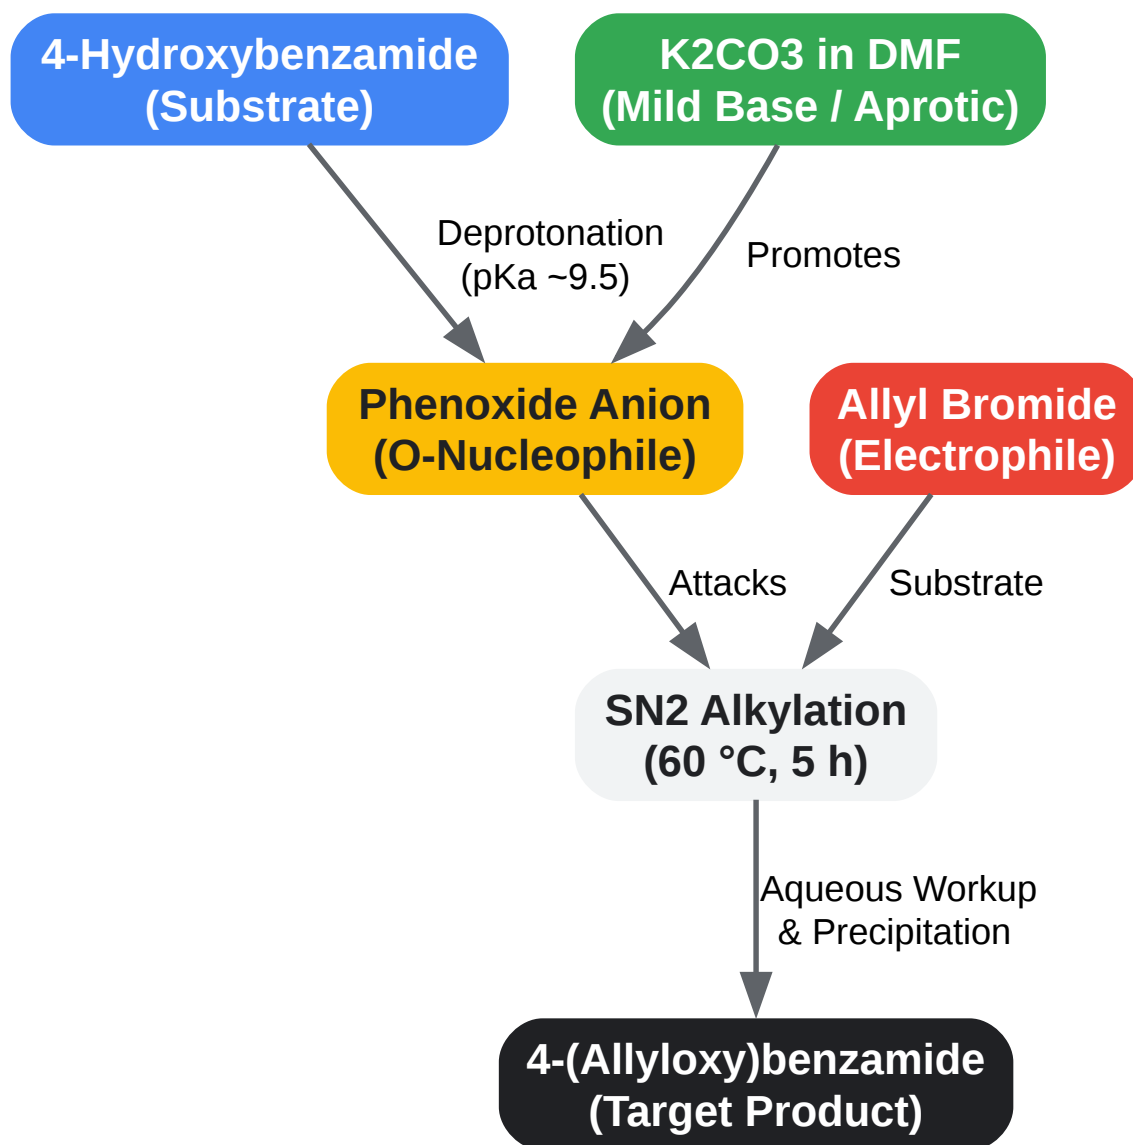 4-Hydroxybenzamide
(Substrate)
K2CO3 in DMF
(Mild Base / Aprotic)
Deprotonation
(pKa ~9.5)
Promotes
Phenoxide Anion
(O-Nucleophile)
Allyl Bromide
(Electrophile)
Attacks
Substrate
SN2 Alkylation
(60 °C, 5 h)
Aqueous Workup
& Precipitation
4-(Allyloxy)benzamide
(Target Product)